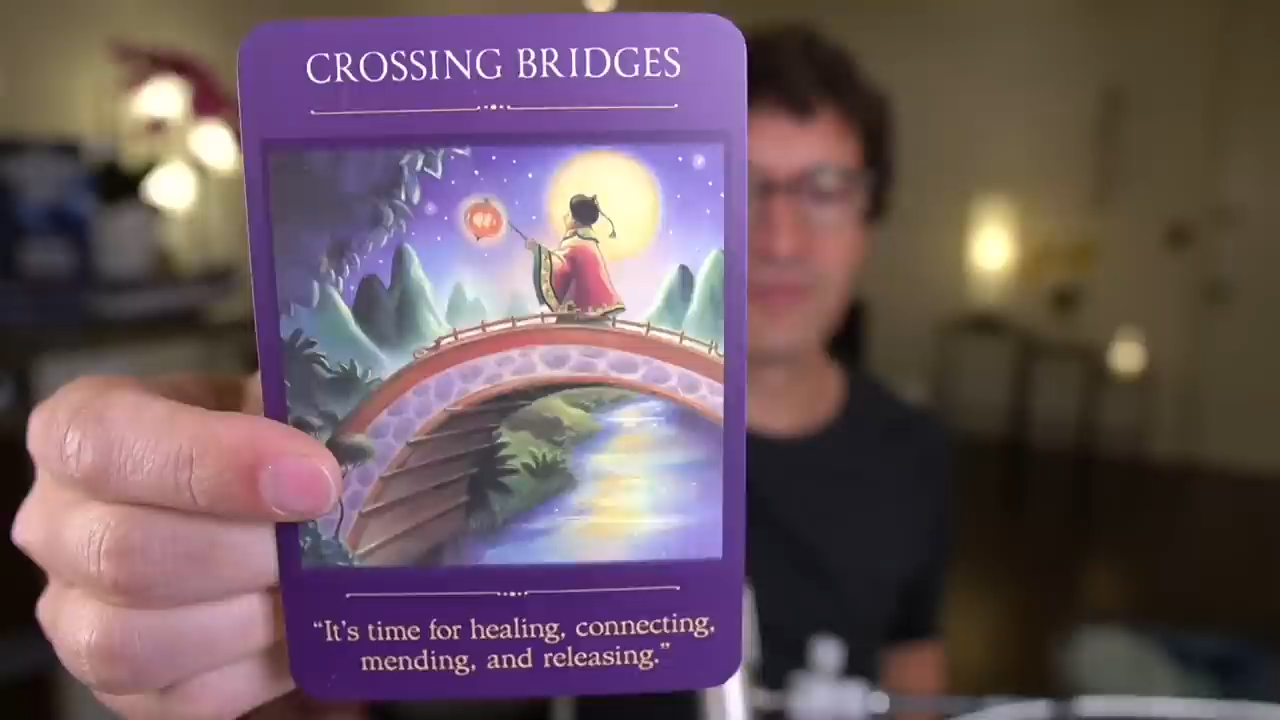 CROSSING BRIDGES
“It’s time for healing, connecting,
mending, and releasing.”